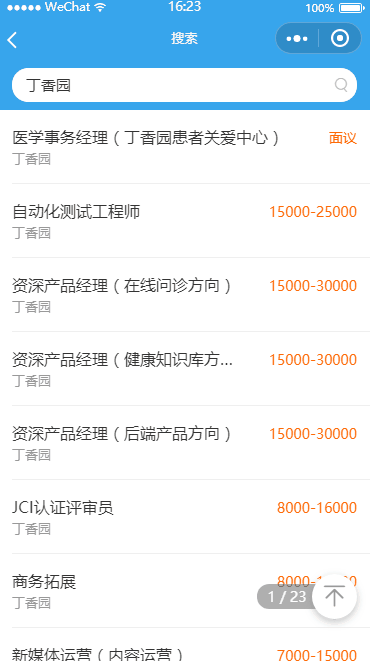 WeChat
16:23
100%
搜索
丁香园
医学事务经理（丁香园患者关爱中心）
面议
丁香园
自动化测试工程师
15000-25000
丁香园
资深产品经理（在线问诊方向）
15000-30000
丁香园
资深产品经理（健康知识库方...
15000-30000
丁香园
资深产品经理（后端产品方向）
15000-30000
丁香园
JCI认证评审员
8000-16000
丁香园
商务拓展
丁香园
1 / 23
新媒体运营（内容运营）
7000-15000